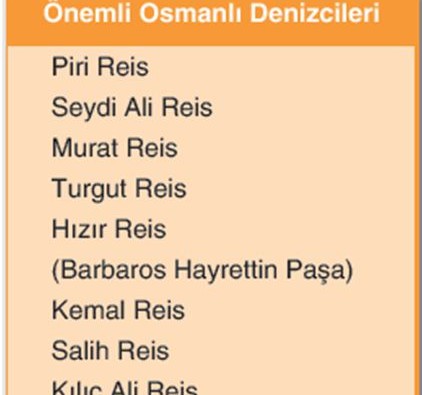 Önemli Osmanlı Denizcileri
Piri Reis
Seydi Ali Reis
Murat Reis
Turgut Reis
Hızır Reis
(Barbaros Hayrettin Paşa)
Kemal Reis
Salih Reis
Kılıç Ali Reis